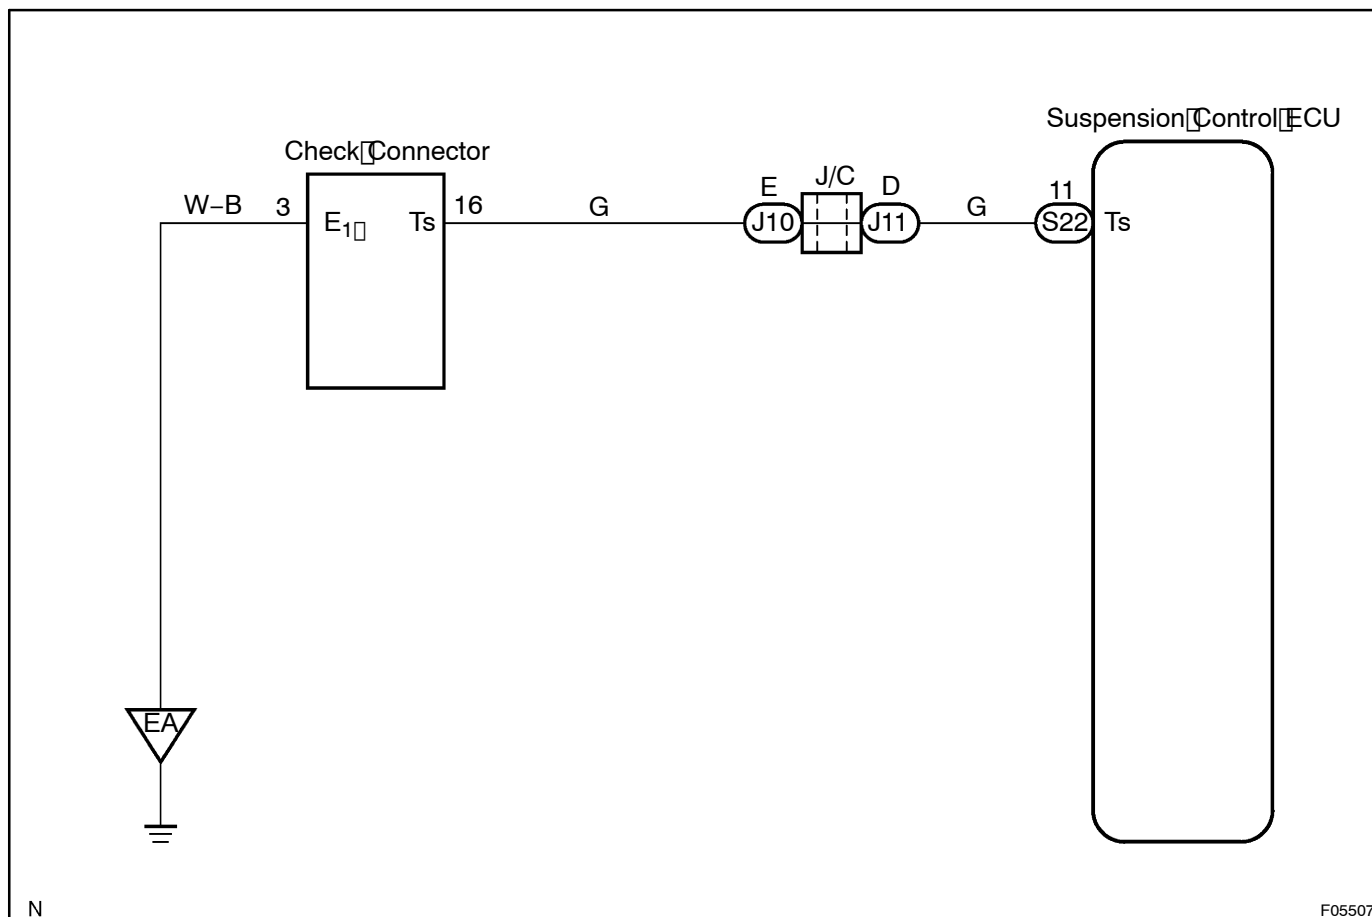 Suspension Control ECU
Check Connector
W–B 3 E1 Ts 16 G E J10 J/C D J11 G 11 S22 Ts
EA
N
F05507